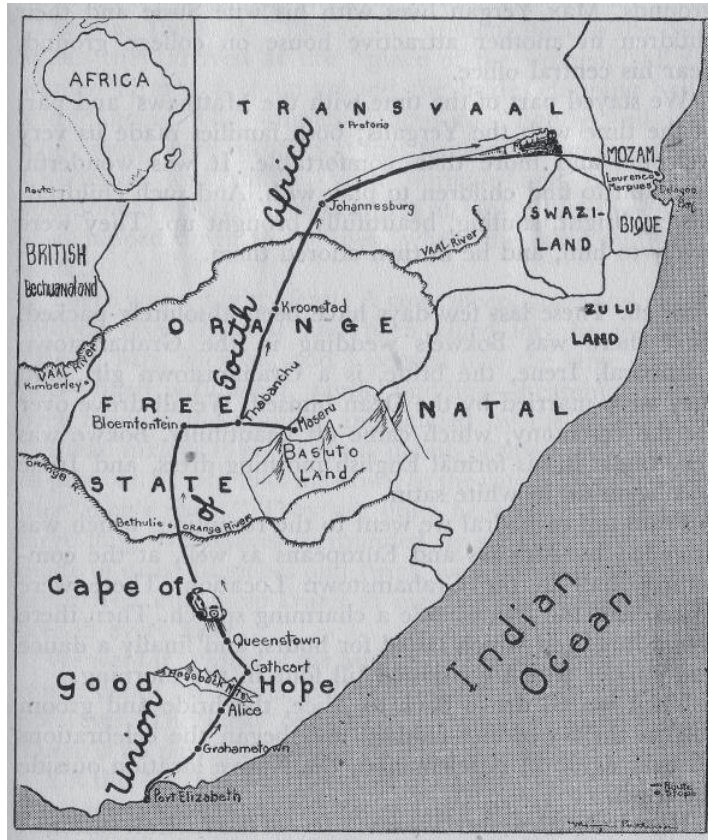 AFRICA
Route
TRANSVAAL
Pretoria
MOZAM-
Lourenco
Marques
Delagoa
Bay
Johannesburg
SWAZI-
LAND
BIQUE
VAAL River
BRITISH
Bechuanaland
Kroonstad
ZULU
LAND
ORANGE
VAAL River
Kimberley
FREE
Thabanchu
Maseru
NATAL
Bloemfontein
BASUTO
LAND
ORANGE
STATE
Bethulie
ORANGE River
Cape of
Queenstown
Cathcart
Good
Hogsback
Hope
Alice
Grahamstown
Port Elizabeth
Union of South Africa
Indian
Ocean
Route
Stops